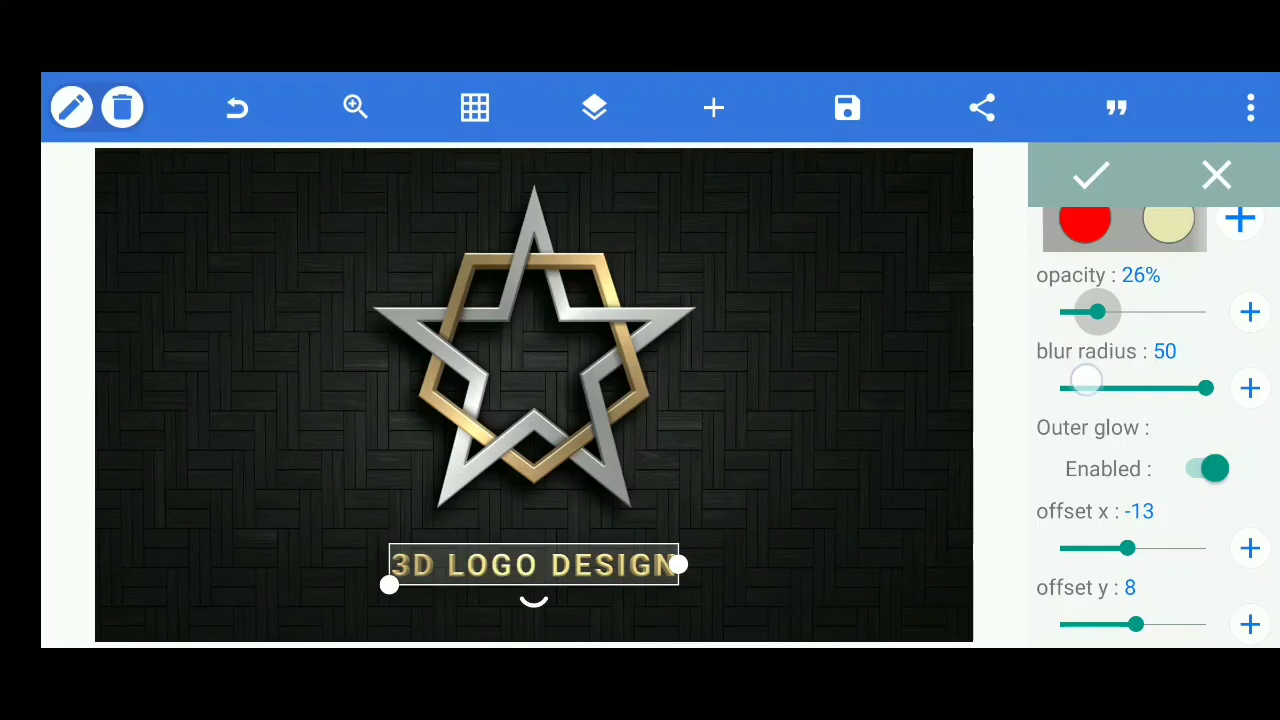 opacity : 26%
blur radius : 50
Outer glow :
Enabled :
offset x : -13
offset y : 8
3D LOGO DESIGN